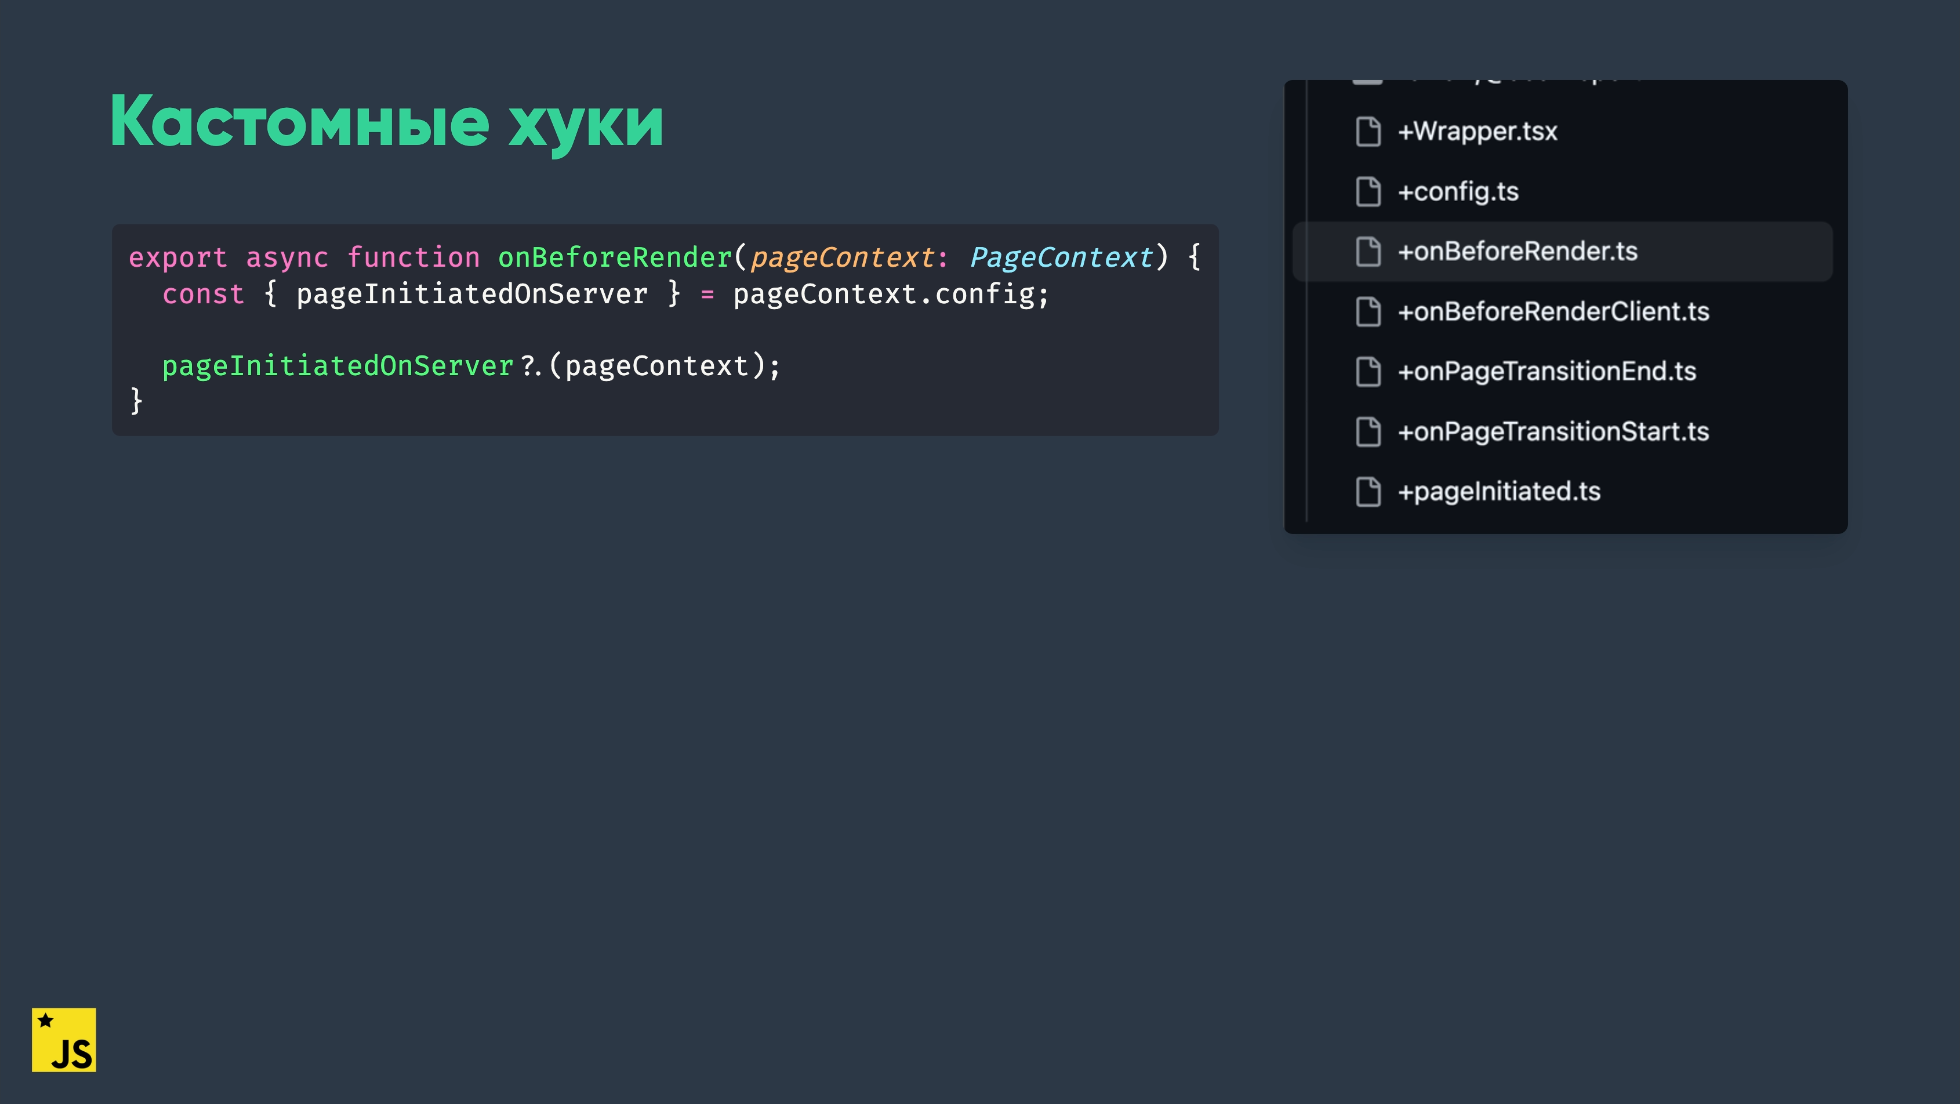 Кастомные хуки
export async function onBeforeRender(pageContext: PageContext) {
  const { pageInitiatedOnServer } = pageContext.config;
  pageInitiatedOnServer?.(pageContext);
}
+Wrapper.tsx
+config.ts
+onBeforeRender.ts
+onBeforeRenderClient.ts
+onPageTransitionEnd.ts
+onPageTransitionStart.ts
+pageInitiated.ts
JS